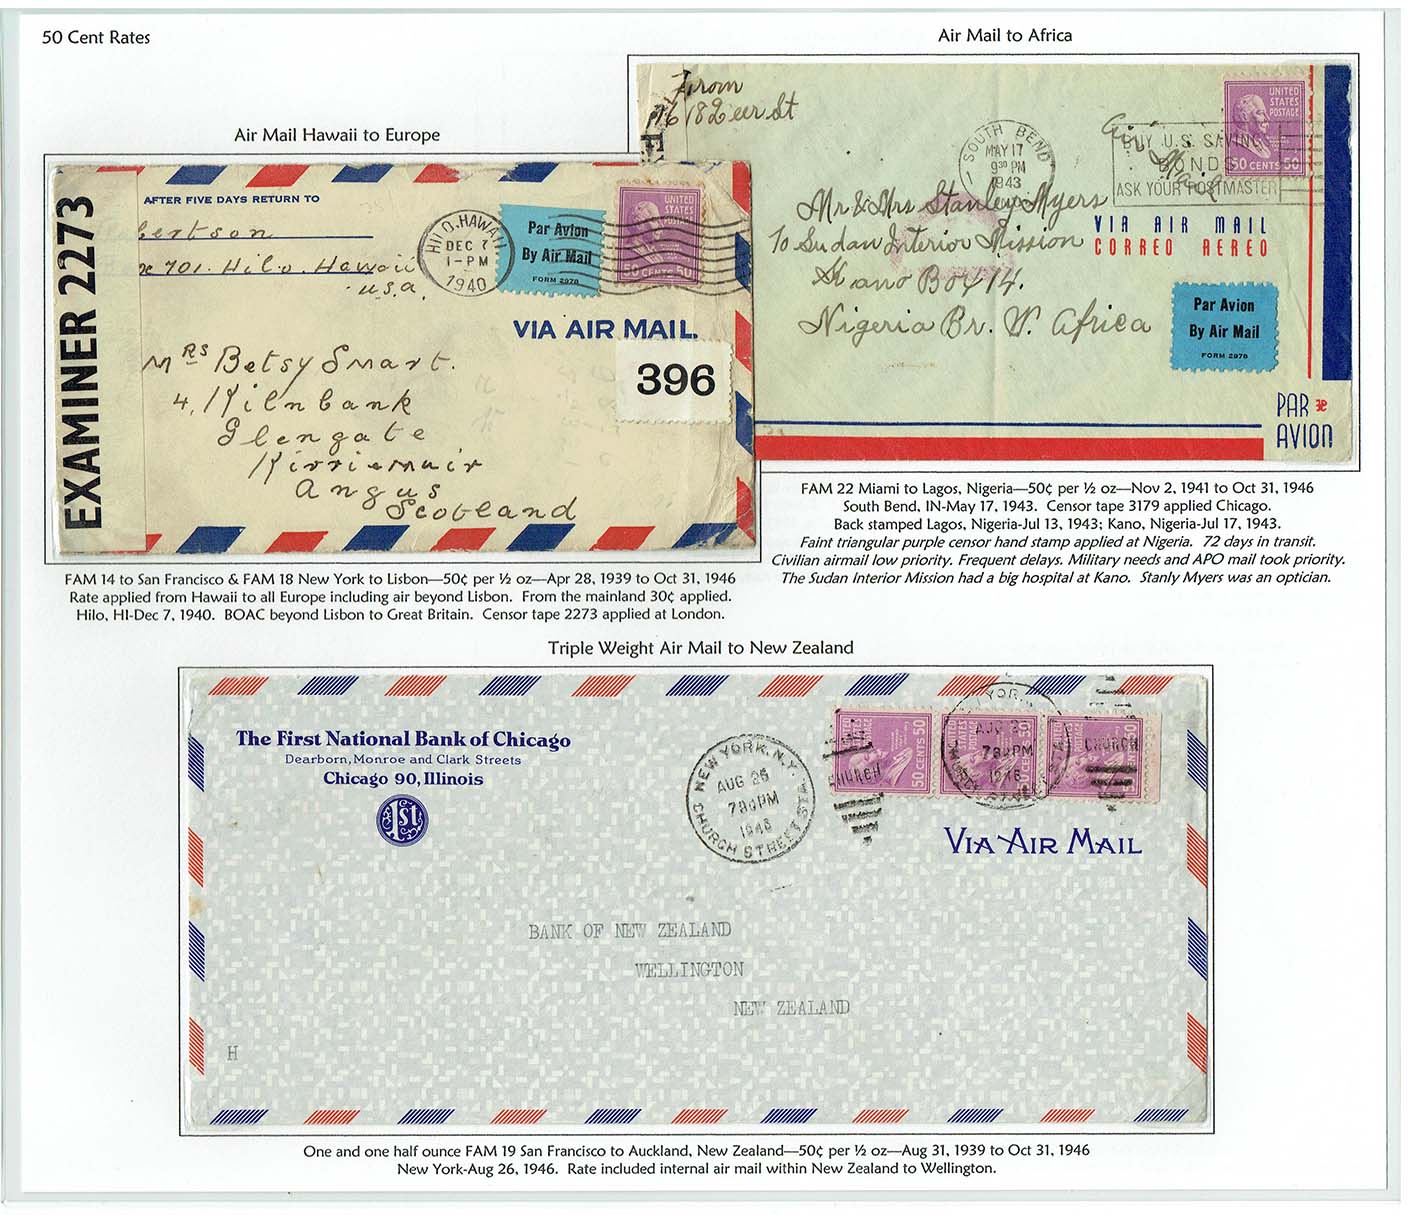 50 Cent Rates
Air Mail to Africa
Air Mail Hawaii to Europe
From
1618 Leer St
SOUTH BEND
MAY 17
9 30 PM
1943
BUY U.S. SAVINGS
BONDS
ASK YOUR POSTMASTER
UNITED
STATES
POSTAGE
50 CENTS 50
Air Mail
Mr & Mrs Stanley Myers
To Sudan Interior Mission
Kano Box 14.
Nigeria Br. W. Africa
VIA AIR MAIL
CORREO AEREO
Par Avion
By Air Mail
FORM 2978
PAR
AVION
EXAMINER 2273
AFTER FIVE DAYS RETURN TO
bertson
701. Hilo. Hawaii
U.S.A.
HILO, HAWAII
DEC 7
1-PM
1940
Par Avion
By Air Mail
FORM 2978
UNITED
STATES
POSTAGE
50 CENTS 50
VIA AIR MAIL.
396
Mrs Betsy Smart.
4, Kilnbank
Glengate
Kirriemuir
Angus
Scotland
FAM 22 Miami to Lagos, Nigeria—50¢ per ½ oz—Nov 2, 1941 to Oct 31, 1946
South Bend, IN-May 17, 1943. Censor tape 3179 applied Chicago.
Back stamped Lagos, Nigeria-Jul 13, 1943; Kano, Nigeria-Jul 17, 1943.
Faint triangular purple censor hand stamp applied at Nigeria. 72 days in transit.
Civilian airmail low priority. Frequent delays. Military needs and APO mail took priority.
The Sudan Interior Mission had a big hospital at Kano. Stanly Myers was an optician.
FAM 14 to San Francisco & FAM 18 New York to Lisbon—50¢ per ½ oz—Apr 28, 1939 to Oct 31, 1946
Rate applied from Hawaii to all Europe including air beyond Lisbon. From the mainland 30¢ applied.
Hilo, HI-Dec 7, 1940. BOAC beyond Lisbon to Great Britain. Censor tape 2273 applied at London.
Triple Weight Air Mail to New Zealand
The First National Bank of Chicago
Dearborn, Monroe and Clark Streets
Chicago 90, Illinois
1st
NEW YORK, N.Y.
AUG 26
730PM
1946
CHURCH STREET STA.
CHURCH
50 CENTS 50
VIA AIR MAIL
BANK OF NEW ZEALAND
WELLINGTON
NEW ZEALAND
H
One and one half ounce FAM 19 San Francisco to Auckland, New Zealand—50¢ per ½ oz—Aug 31, 1939 to Oct 31, 1946
New York-Aug 26, 1946. Rate included internal air mail within New Zealand to Wellington.